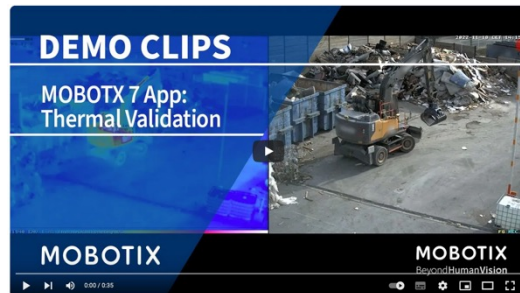 DEMO CLIPS
MOBOTX 7 App:
Thermal Validation
MOBOTIX
MOBOTIX
BeyondHumanVision
0:00 / 0:35